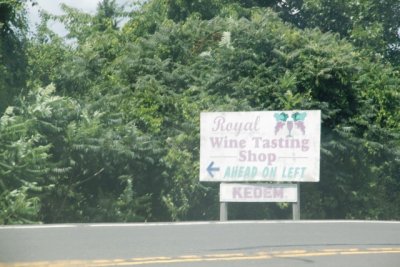 Royal
Wine Tasting
Shop
AHEAD ON LEFT
KEDEM